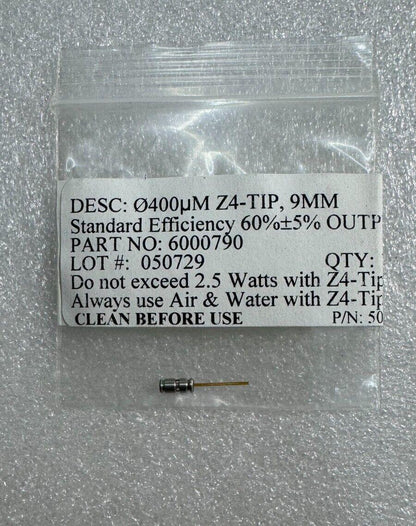 DESC: Ø400µM Z4-TIP, 9MM
Standard Efficiency 60%±5% OUTP
PART NO: 6000790
LOT #: 050729 QTY:
Do not exceed 2.5 Watts with Z4-Tip
Always use Air & Water with Z4-Tip
CLEAN BEFORE USE P/N: 50